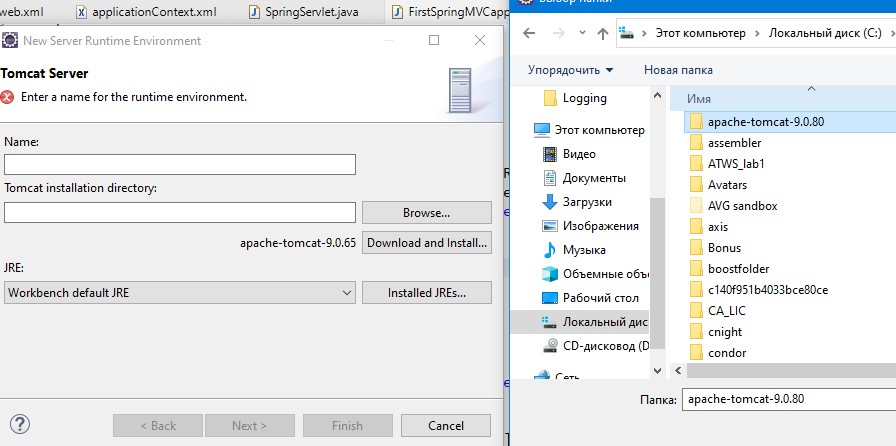 web.xml
applicationContext.xml
SpringServlet.java
FirstSpringMVCapp
New Server Runtime Environment
Tomcat Server
Enter a name for the runtime environment.
Name:
Tomcat installation directory:
Browse...
apache-tomcat-9.0.65
Download and Install...
JRE:
Workbench default JRE
Installed JREs...
?
< Back
Next >
Finish
Cancel
Выбор папки
Этот компьютер
Локальный диск (C:)
Упорядочить
Новая папка
Logging
Этот компьютер
Видео
Документы
Загрузки
Изображения
Музыка
Объемные объ
Рабочий стол
Локальный дис
CD-дисковод (D
Сеть
Имя
apache-tomcat-9.0.80
assembler
ATWS_lab1
Avatars
AVG sandbox
axis
Bonus
boostfolder
c140f951b4033bce80ce
CA_LIC
cnight
condor
Папка:
apache-tomcat-9.0.80